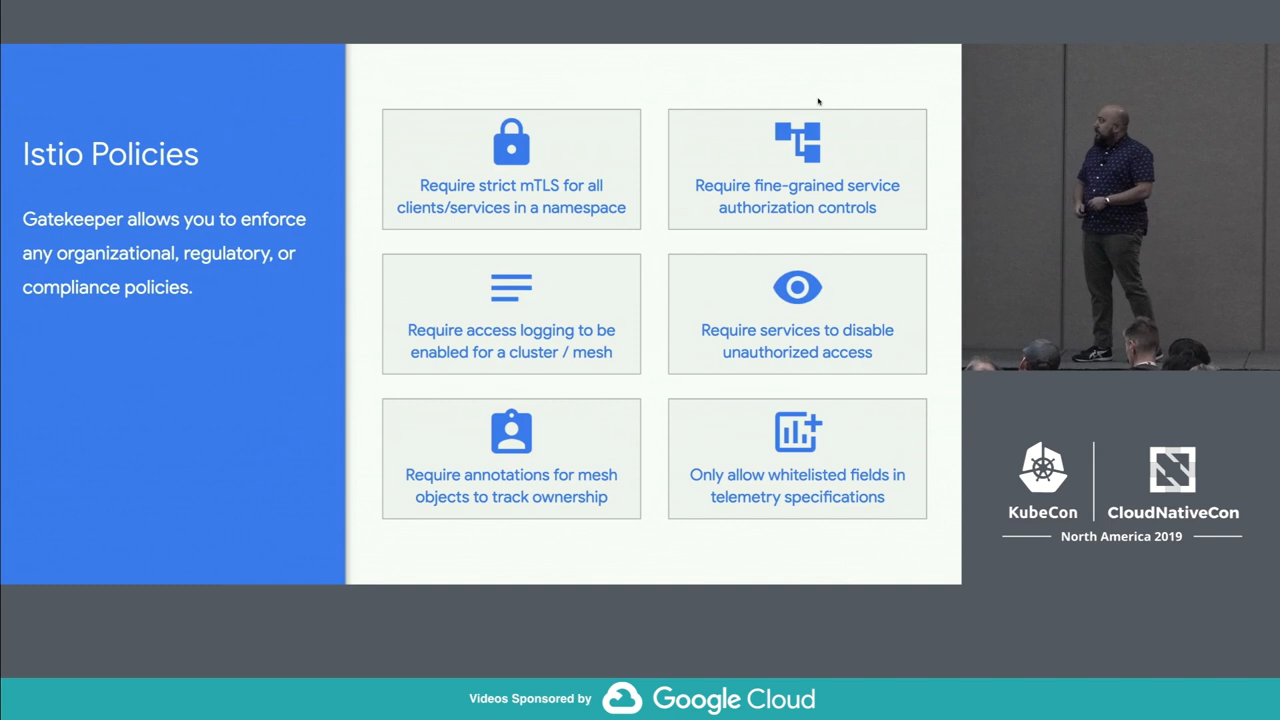 Istio Policies
Gatekeeper allows you to enforce
any organizational, regulatory, or
compliance policies.
Require strict mTLS for all
clients/services in a namespace
Require fine-grained service
authorization controls
Require access logging to be
enabled for a cluster / mesh
Require services to disable
unauthorized access
Require annotations for mesh
objects to track ownership
Only allow whitelisted fields in
telemetry specifications
KubeCon
CloudNativeCon
North America 2019
Videos Sponsored by
Google Cloud